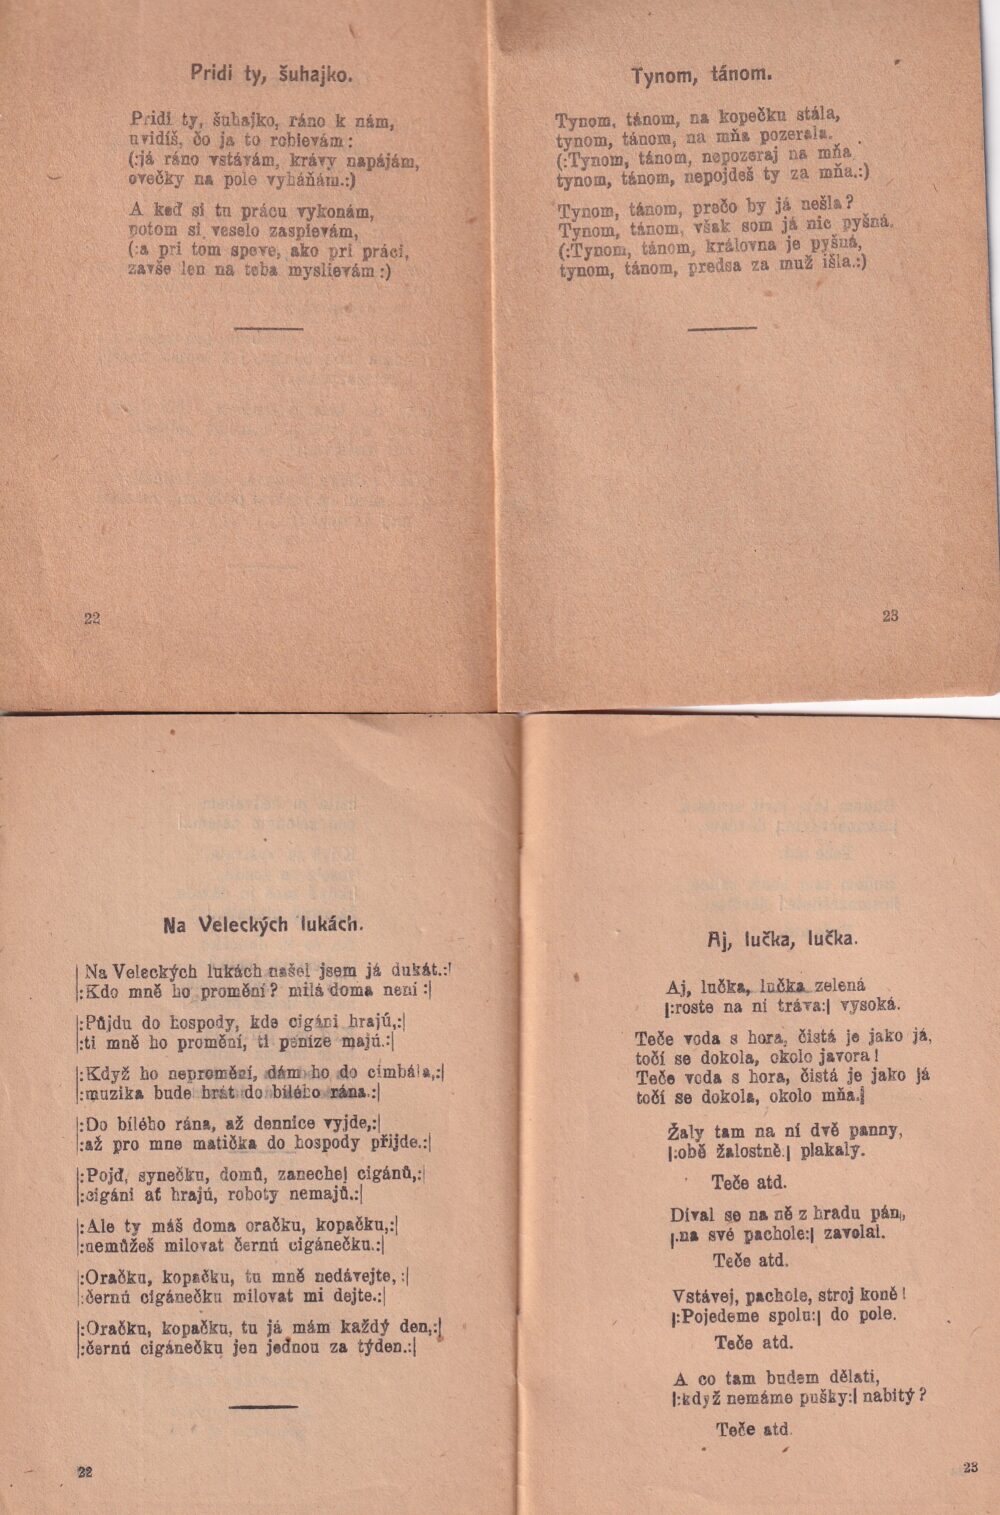 Pridi ty, šuhajko.
Pridi ty, šuhajko, ráno k nám,
uvidíš, čo ja to robievám:
(:já ráno vstávám, krávy napájám,
ovečky na pole vyháňám.:)
A keď si tu prácu vykonám,
potom si veselo zaspievám,
(:a pri tom speve, ako pri práci,
zavše len na teba myslievám:)
22
Tynom, tánom.
Tynom, tánom, na kopečku stála,
tynom, tánom, na mňa pozerala.
(:Tynom, tánom, nepozeraj na mňa
tynom, tánom, nepojdeš ty za mňa.:)
Tynom, tánom, prečo by já nešla?
Tynom, tánom, však som já nic pyšná.
(:Tynom, tánom, královna je pyšná,
tynom, tánom, predsa za muž išla.:)
23
Na Veleckých lukách.
|Na Veleckých lukách našel jsem já dukát.:|
|:Kdo mně ho promění? milá doma není:|
|:Půjdu do hospody, kde cigáni hrajú,:|
|:ti mně ho promění, ti peníze majú.:|
|:Když ho nepromění, dám ho do cimbála,:|
|:muzika bude hrát do bílého rána.:|
|:Do bílého rána, až dennice vyjde,:|
|:až pro mne matička do hospody přijde.:|
|:Pojď, synečku, domů, zanechej cigánů,:|
|:cigáni ať hrajú, roboty nemajů.:|
|:Ale ty máš doma oračku, kopačku,:|
|:nemůžeš milovat černú cigánečku.:|
|:Oračku, kopačku, tu mně nedávejte,:|
|:černú cigánečku milovat mi dejte.:|
|:Oračku, kopačku, tu já mám každý den,:|
|:černú cigánečku jen jednou za týden.:|
22
Aj, lučka, lučka.
Aj, lučka, lučka zelená
|:roste na ní tráva:| vysoká.
Teče voda s hora, čistá je jako já,
točí se dokola, okolo javora!
Teče voda s hora, čistá je jako já
točí se dokola, okolo mňa.|
Žaly tam na ní dvě panny,
|:obě žalostně.| plakaly.
Teče atd.
Díval se na ně z hradu pán,
|.na své pachole:| zavolal.
Teče atd.
Vstávej, pachole, stroj koně!
|:Pojedeme spolu:| do pole.
Teče atd.
A co tam budem dělati,
|:když nemáme pušky:| nabitý?
Teče atd.
23